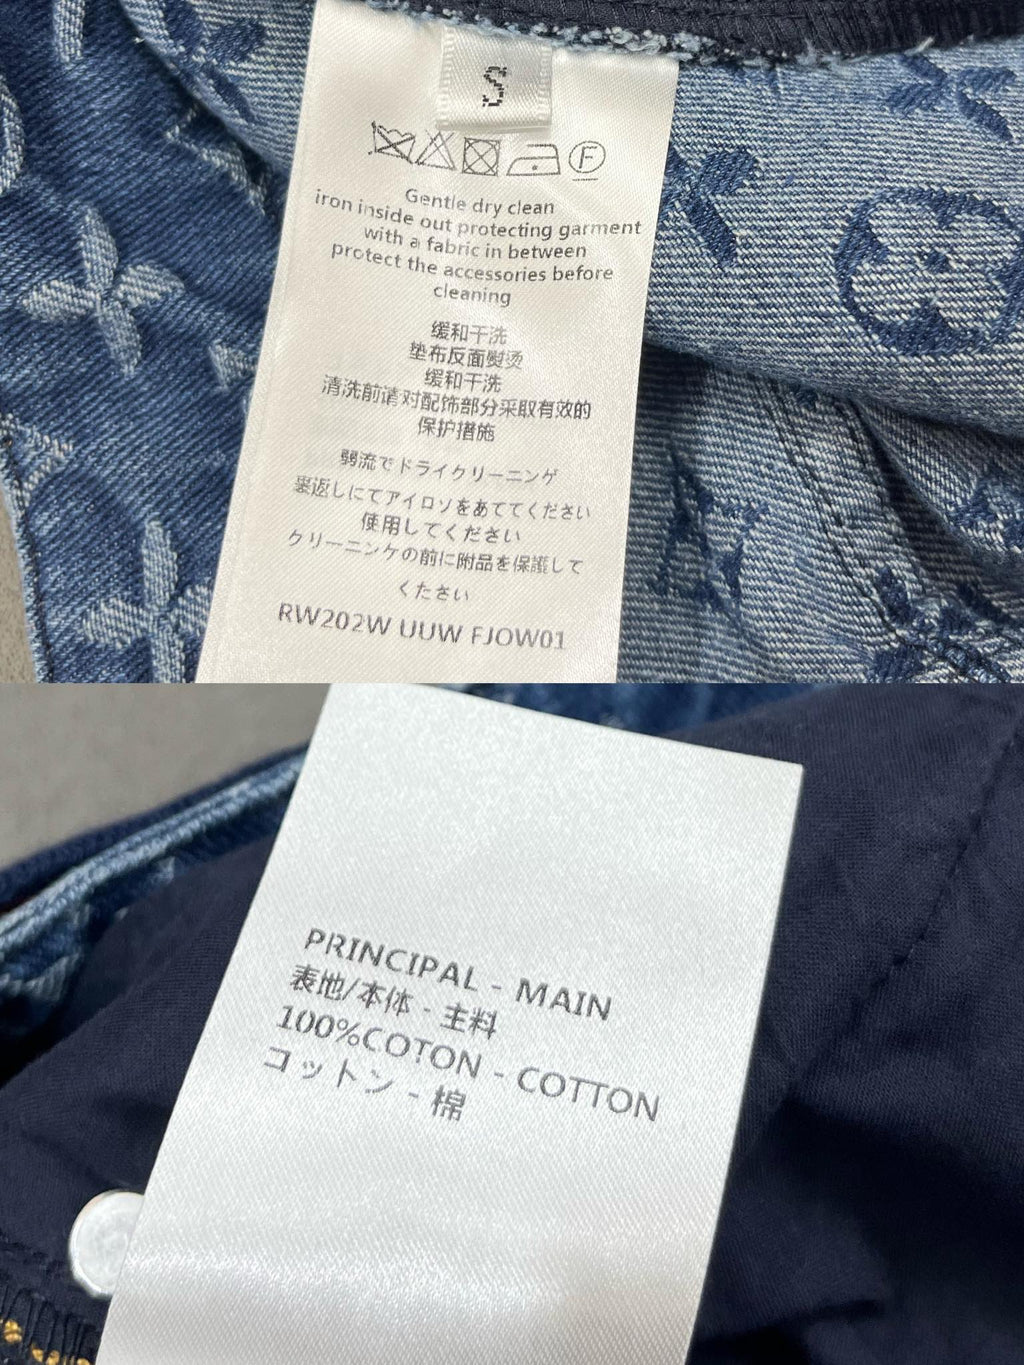 S
F
Gentle dry clean
iron inside out protecting garment
with a fabric in between
protect the accessories before
cleaning
缓和干洗
垫布反面熨烫
缓和干洗
清洗前请对配饰部分采取有效的
保护措施
弱流でドライクリーニンゲ
裏返しにてアイロソをあててください
使用してください
クリーニンケの前に附品を保護して
ください
RW202W UUW FJOW01
PRINCIPAL - MAIN
表地/本体 - 主料
100%COTON - COTTON
コットン - 棉